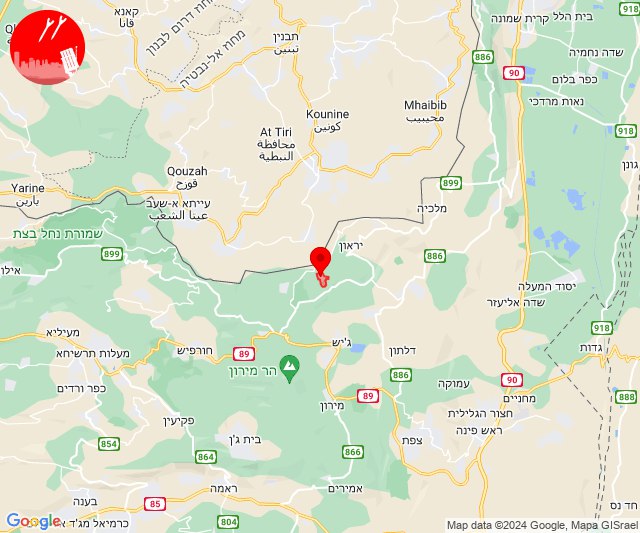 קאנא
قانا
מחוז דרום לבנון
מחוז אל-נבטיה
תבנין
تبنين
886
קרית שמונה
בית הלל
918
90
שדה נחמיה
כפר בלום
נאות מרדכי
918
Mhaibib
محيبيب
Kounine
كونين
At Tiri
محافظة
النبطية
Qouzah
قوزح
גונן
Yarine
يارين
עייתא א-שעב
عيتا الشعب
899
מלכיה
שמורת נחל בצת
899
יראון
886
אילון
יסוד המעלה
שדה אליעזר
918
מעיליא
מעלות תרשיחא
חורפיש
89
ג'יש
דלתון
גדות
הר מירון
886
עמוקה
90
כפר ורדים
מחניים
888
מירון
89
חצור הגלילית
ראש פינה
פקיעין
בית ג'ן
צפת
854
864
866
אמירים
ראמה
85
בענה
כרמיאל
804
חד נס
Google
Map data ©2024 Google, Mapa GISrael